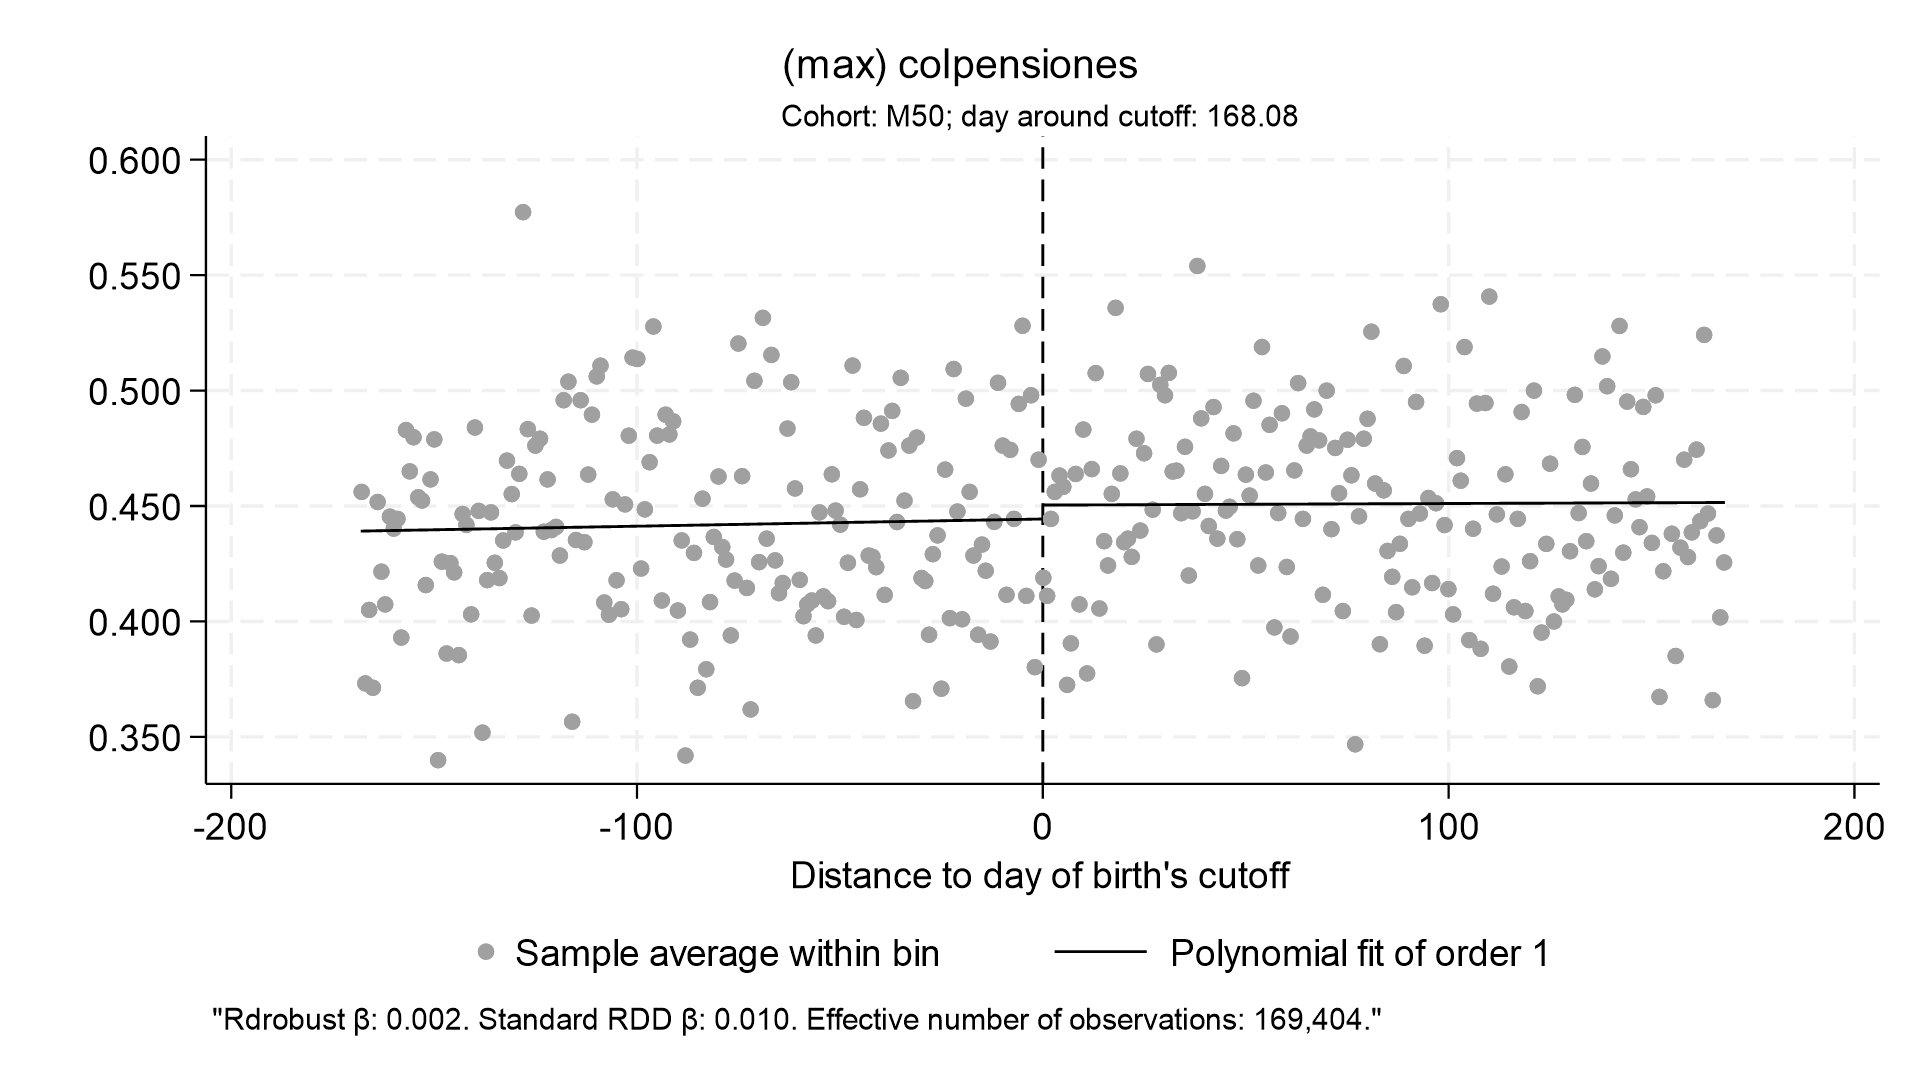 (max) colpensiones
Cohort: M50; day around cutoff: 168.08
0.600
0.550
0.500
0.450
0.400
0.350
-200 -100 0 100 200
Distance to day of birth's cutoff
Sample average within bin Polynomial fit of order 1
"Rdrobust β: 0.002. Standard RDD β: 0.010. Effective number of observations: 169,404."